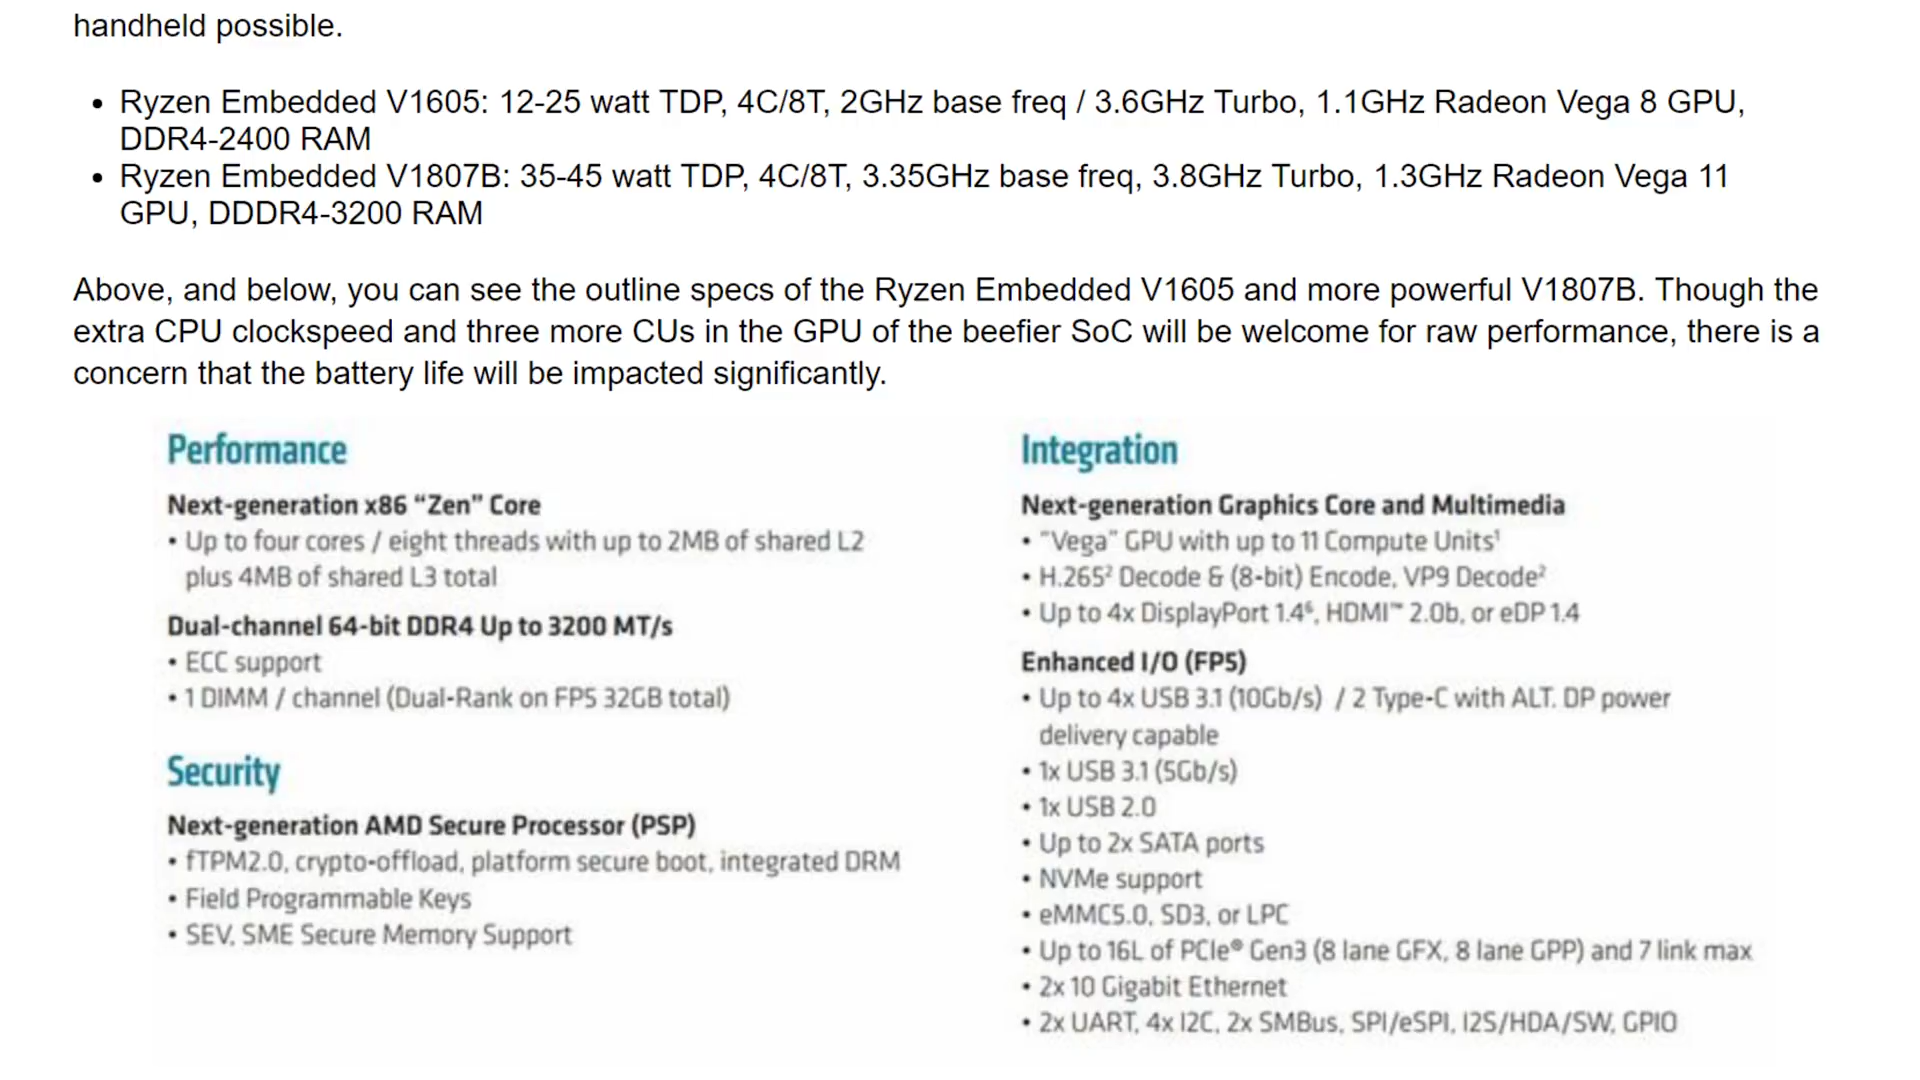 handheld possible.
• Ryzen Embedded V1605: 12-25 watt TDP, 4C/8T, 2GHz base freq / 3.6GHz Turbo, 1.1GHz Radeon Vega 8 GPU,
DDR4-2400 RAM
• Ryzen Embedded V1807B: 35-45 watt TDP, 4C/8T, 3.35GHz base freq, 3.8GHz Turbo, 1.3GHz Radeon Vega 11
GPU, DDDR4-3200 RAM
Above, and below, you can see the outline specs of the Ryzen Embedded V1605 and more powerful V1807B. Though the
extra CPU clockspeed and three more CUs in the GPU of the beefier SoC will be welcome for raw performance, there is a
concern that the battery life will be impacted significantly.
Performance
Next-generation x86 “Zen” Core
• Up to four cores / eight threads with up to 2MB of shared L2
plus 4MB of shared L3 total
Dual-channel 64-bit DDR4 Up to 3200 MT/s
• ECC support
• 1 DIMM / channel (Dual-Rank on FP5 32GB total)
Security
Next-generation AMD Secure Processor (PSP)
• fTPM2.0, crypto-offload, platform secure boot, integrated DRM
• Field Programmable Keys
• SEV, SME Secure Memory Support
Integration
Next-generation Graphics Core and Multimedia
• “Vega” GPU with up to 11 Compute Units¹
• H.265² Decode & (8-bit) Encode, VP9 Decode²
• Up to 4x DisplayPort 1.4⁶, HDMI™ 2.0b, or eDP 1.4
Enhanced I/O (FP5)
• Up to 4x USB 3.1 (10Gb/s) / 2 Type-C with ALT. DP power
delivery capable
• 1x USB 3.1 (5Gb/s)
• 1x USB 2.0
• Up to 2x SATA ports
• NVMe support
• eMMC5.0, SD3, or LPC
• Up to 16L of PCIe® Gen3 (8 lane GFX, 8 lane GPP) and 7 link max
• 2x 10 Gigabit Ethernet
• 2x UART, 4x I2C, 2x SMBus, SPI/eSPI, I2S/HDA/SW, GPIO